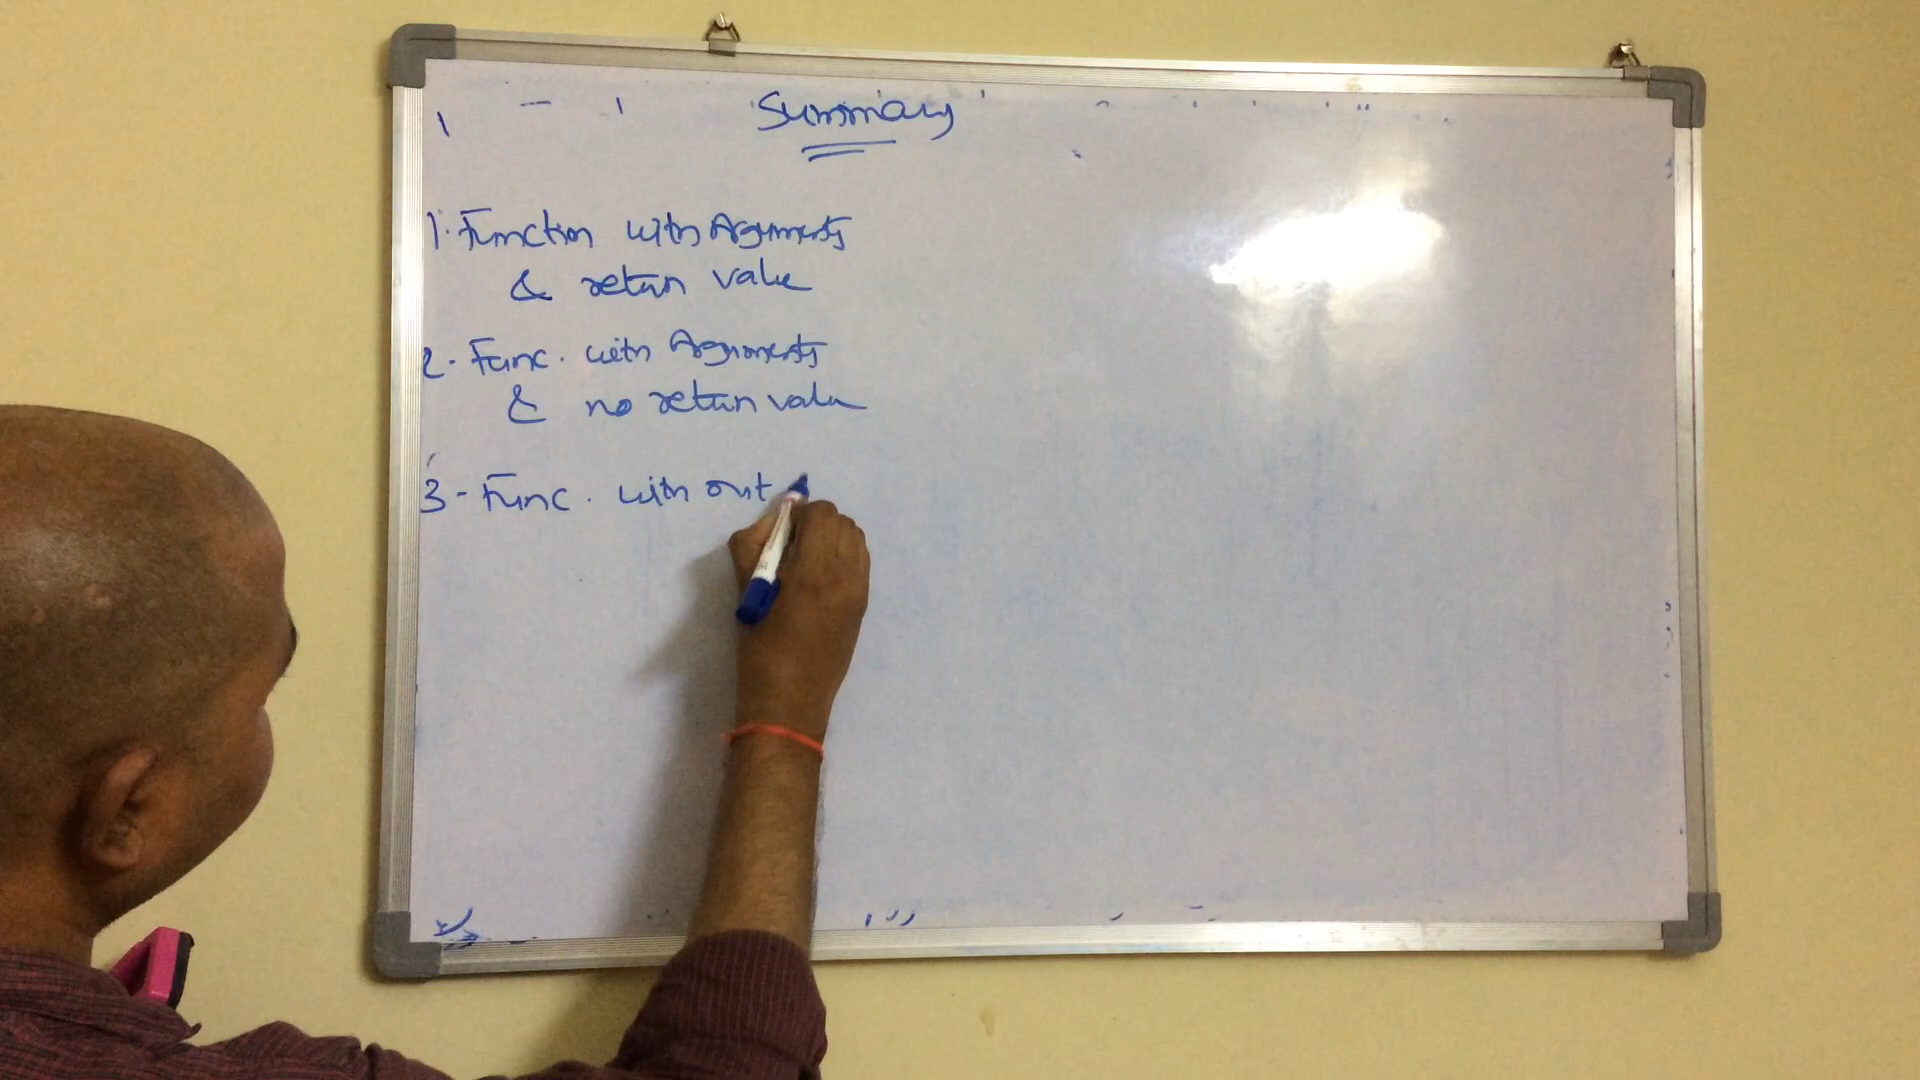 Summary
1. Function with Arguments
& return value
2. Func. with Arguments
& no return value
3 - Func. with out